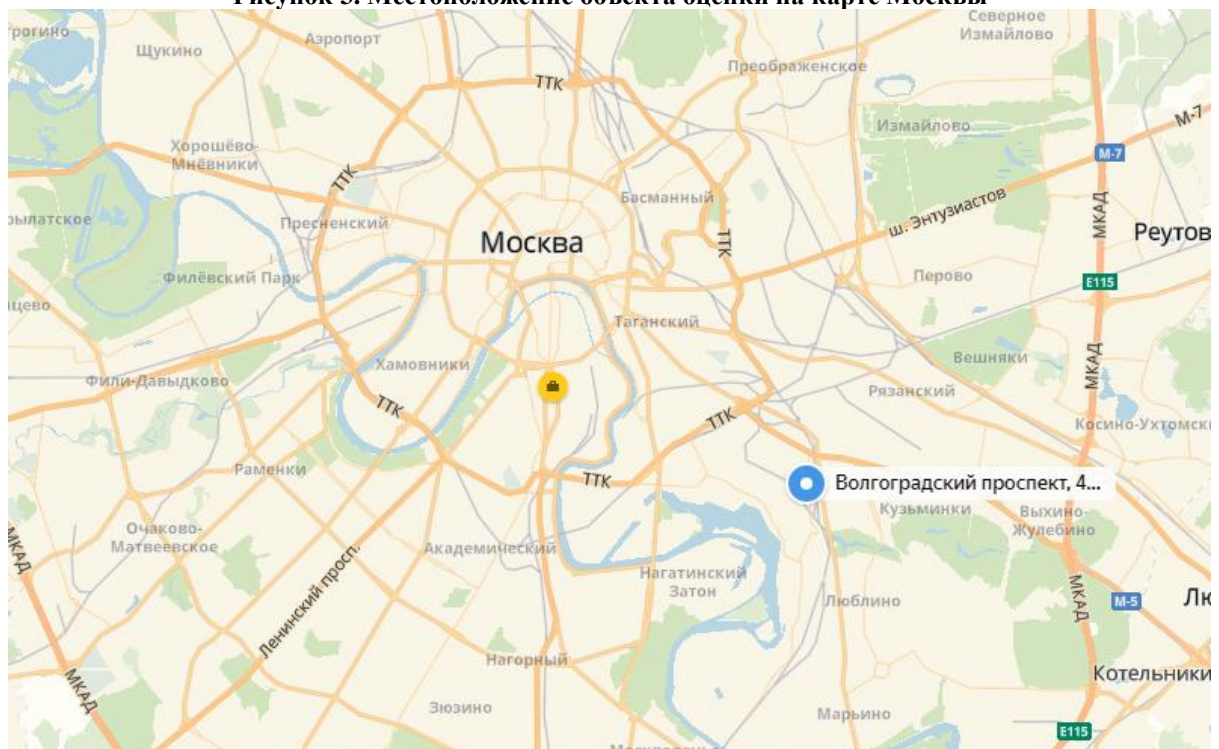 Рисунок 3. Местоположение объекта оценки на карте Москвы
Северное
Измайлово
Щукино
Аэропорт
ТТК
Преображенское
Измайлово
М-7
М-7
Хорошёво-
Мнёвники
ТТК
Басманный
Пресненский
ш. Энтузиастов
МКАД
Москва
ТТК
Реутов
Филёвский Парк
Перово
E115
Таганский
Хамовники
Вешняки
МКАД
Фили-Давыдково
Рязанский
ТТК
ТТК
Раменки
ТТК
Волгоградский проспект, 4...
Кузьминки
Выхино-
Жулебино
Очаково-
Матвеевское
МКАД
Академический
Ленинский просп.
Нагатинский
Затон
Люблино
МКАД
М-5
Нагорный
Котельники
МКАД
Зюзино
Марьино
E115